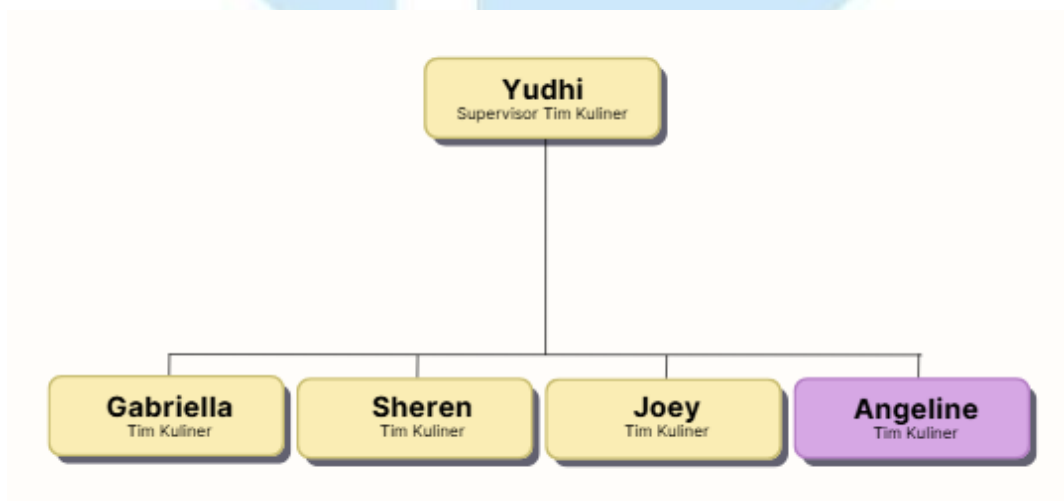 Yudhi
Supervisor Tim Kuliner
Gabriella
Tim Kuliner
Sheren
Tim Kuliner
Joey
Tim Kuliner
Angeline
Tim Kuliner